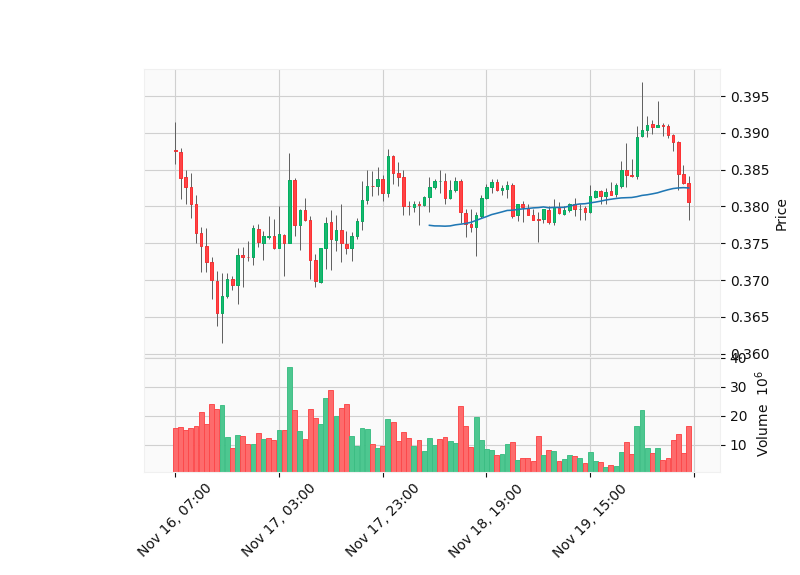 0.395
0.390
0.385
0.380
0.375
0.370
0.365
0.360
Price
40
30
20
10
Volume 10^6
Nov 16, 07:00
Nov 17, 03:00
Nov 17, 23:00
Nov 18, 19:00
Nov 19, 15:00